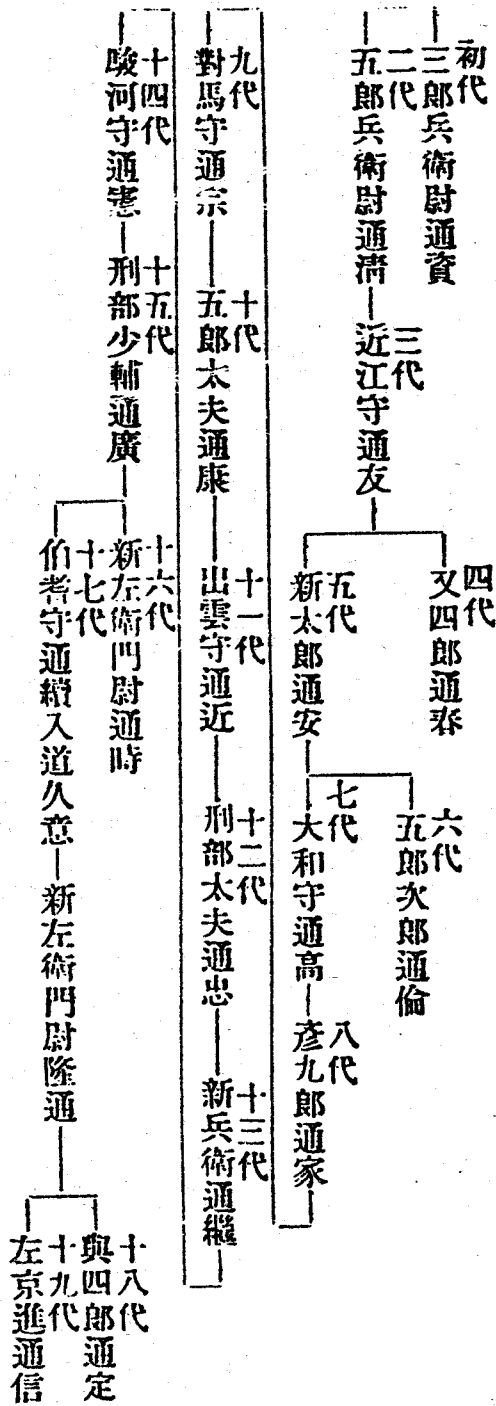 初代
三郎兵衛尉通資
二代
五郎兵衛尉通淸
三代
近江守通友
四代
又四郎通春
五代
新太郎通安
六代
五郎次郎通倫
七代
大和守通高
八代
彥九郎通家
九代
對馬守通宗
十代
五郎太夫通康
十一代
出雲守通近
十二代
刑部太夫通忠
十三代
新兵衛通繼
十四代
駿河守通憲
十五代
刑部少輔通廣
十六代
新左衛門尉通時
十七代
伯耆守通續入道久意
新左衛門尉隆通
十八代
與四郎通定
十九代
左京進通信